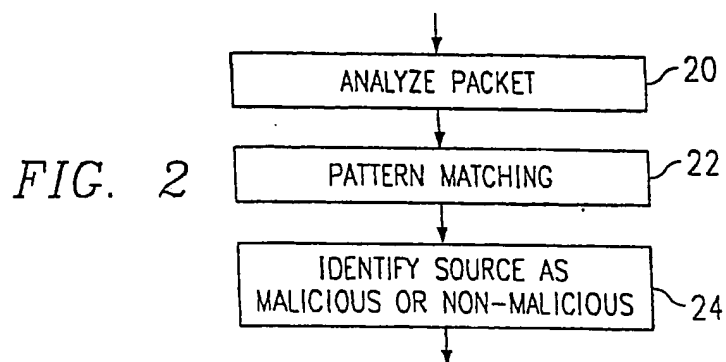 ANALYZE PACKET
20
FIG. 2
PATTERN MATCHING
22
IDENTIFY SOURCE AS
MALICIOUS OR NON-MALICIOUS
24